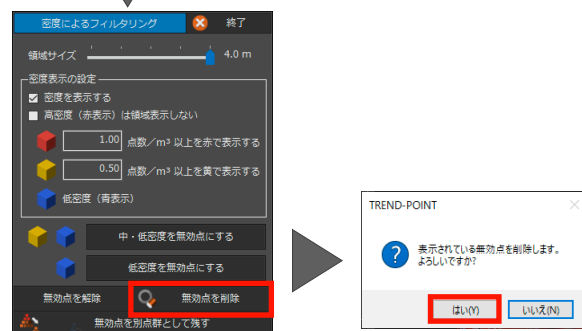 密度によるフィルタリング
終了
領域サイズ
4.0 m
密度表示の設定
密度を表示する
高密度（赤表示）は領域表示しない
1.00 点数／m³ 以上を赤で表示する
0.50 点数／m³ 以上を黄で表示する
低密度（青表示）
中・低密度を無効点にする
低密度を無効点にする
無効点を解除
無効点を削除
無効点を別点群として残す
TREND-POINT
表示されている無効点を削除します。
よろしいですか?
はい(Y)
いいえ(N)